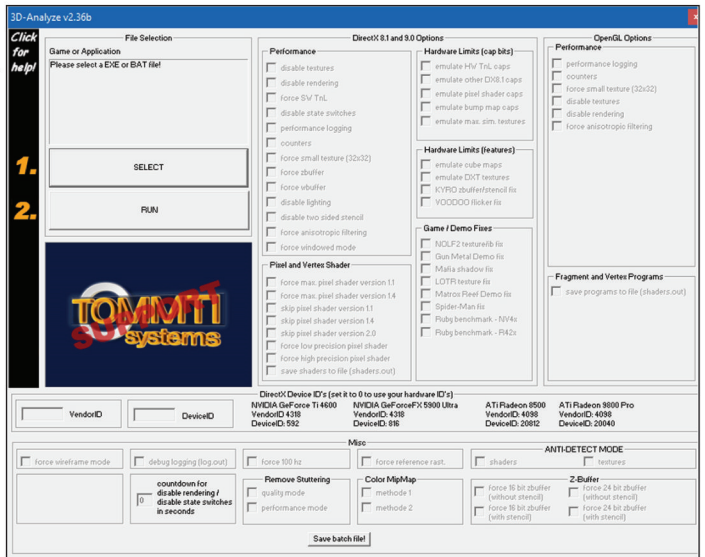 3D-Analyze v2.36b
x
Click
for
help!
File Selection
Game or Application
Please select a EXE or BAT file!
1.
SELECT
2.
RUN
TOMMTI
SUPPORT
systems
DirectX 8.1 and 9.0 Options
Performance
disable textures
disable rendering
force SW TnL
disable state switches
performance logging
counters
force small texture (32x32)
force zbuffer
force wbuffer
disable lighting
disable two sided stencil
force anisotropic filtering
force windowed mode
Pixel and Vertex Shader
force max. pixel shader version 1.1
force max. pixel shader version 1.4
skip pixel shader version 1.1
skip pixel shader version 1.4
skip pixel shader version 2.0
force low precision pixel shader
force high precision pixel shader
save shaders to file (shaders.out)
Hardware Limits (cap bits)
emulate HW TnL caps
emulate other DX8.1 caps
emulate pixel shader caps
emulate bump map caps
emulate max. sim. textures
Hardware Limits (features)
emulate cube maps
emulate DXT textures
KYRO zbuffer/stencil fix
VOODOO flicker fix
Game / Demo Fixes
NOLF2 texture/ib fix
Gun Metal Demo fix
Mafia shadow fix
LOTR texture fix
Matrox Reef Demo fix
Spider-Man fix
Ruby benchmark - NV4x
Ruby benchmark - R42x
OpenGL Options
Performance
performance logging
counters
force small texture (32x32)
disable textures
disable rendering
force anisotropic filtering
Fragment and Vertex Programs
save programs to file (shaders.out)
DirectX Device ID's (set it to 0 to use your hardware ID's)
VendorID
DeviceID
NVIDIA GeForce Ti 4600
VendorID 4318
DeviceID: 592
NVIDIA GeForceFX 5900 Ultra
VendorID: 4318
DeviceID: 816
ATi Radeon 8500
VendorID: 4098
DeviceID: 20812
ATi Radeon 9800 Pro
VendorID: 4098
DeviceID: 20040
Misc
force wireframe mode
debug logging (log.out)
force 100 hz
force reference rast.
ANTI-DETECT MODE
shaders
textures
0
countdown for
disable rendering /
disable state switches
in seconds
Remove Stuttering
quality mode
performance mode
Color MipMap
methode 1
methode 2
Z-Buffer
force 16 bit zbuffer
(without stencil)
force 16 bit zbuffer
(with stencil)
force 24 bit zbuffer
(without stencil)
force 24 bit zbuffer
(with stencil)
Save batch file!